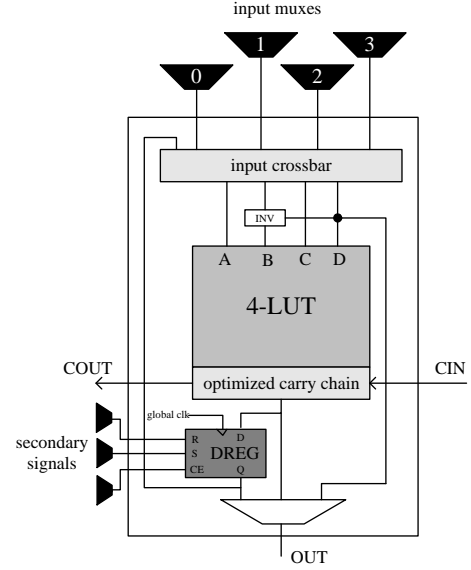 input muxes
1 3
0 2
input crossbar
INV
A B C D
4-LUT
COUT CIN
optimized carry chain
global clk
R D
secondary S DREG
signals CE Q
OUT